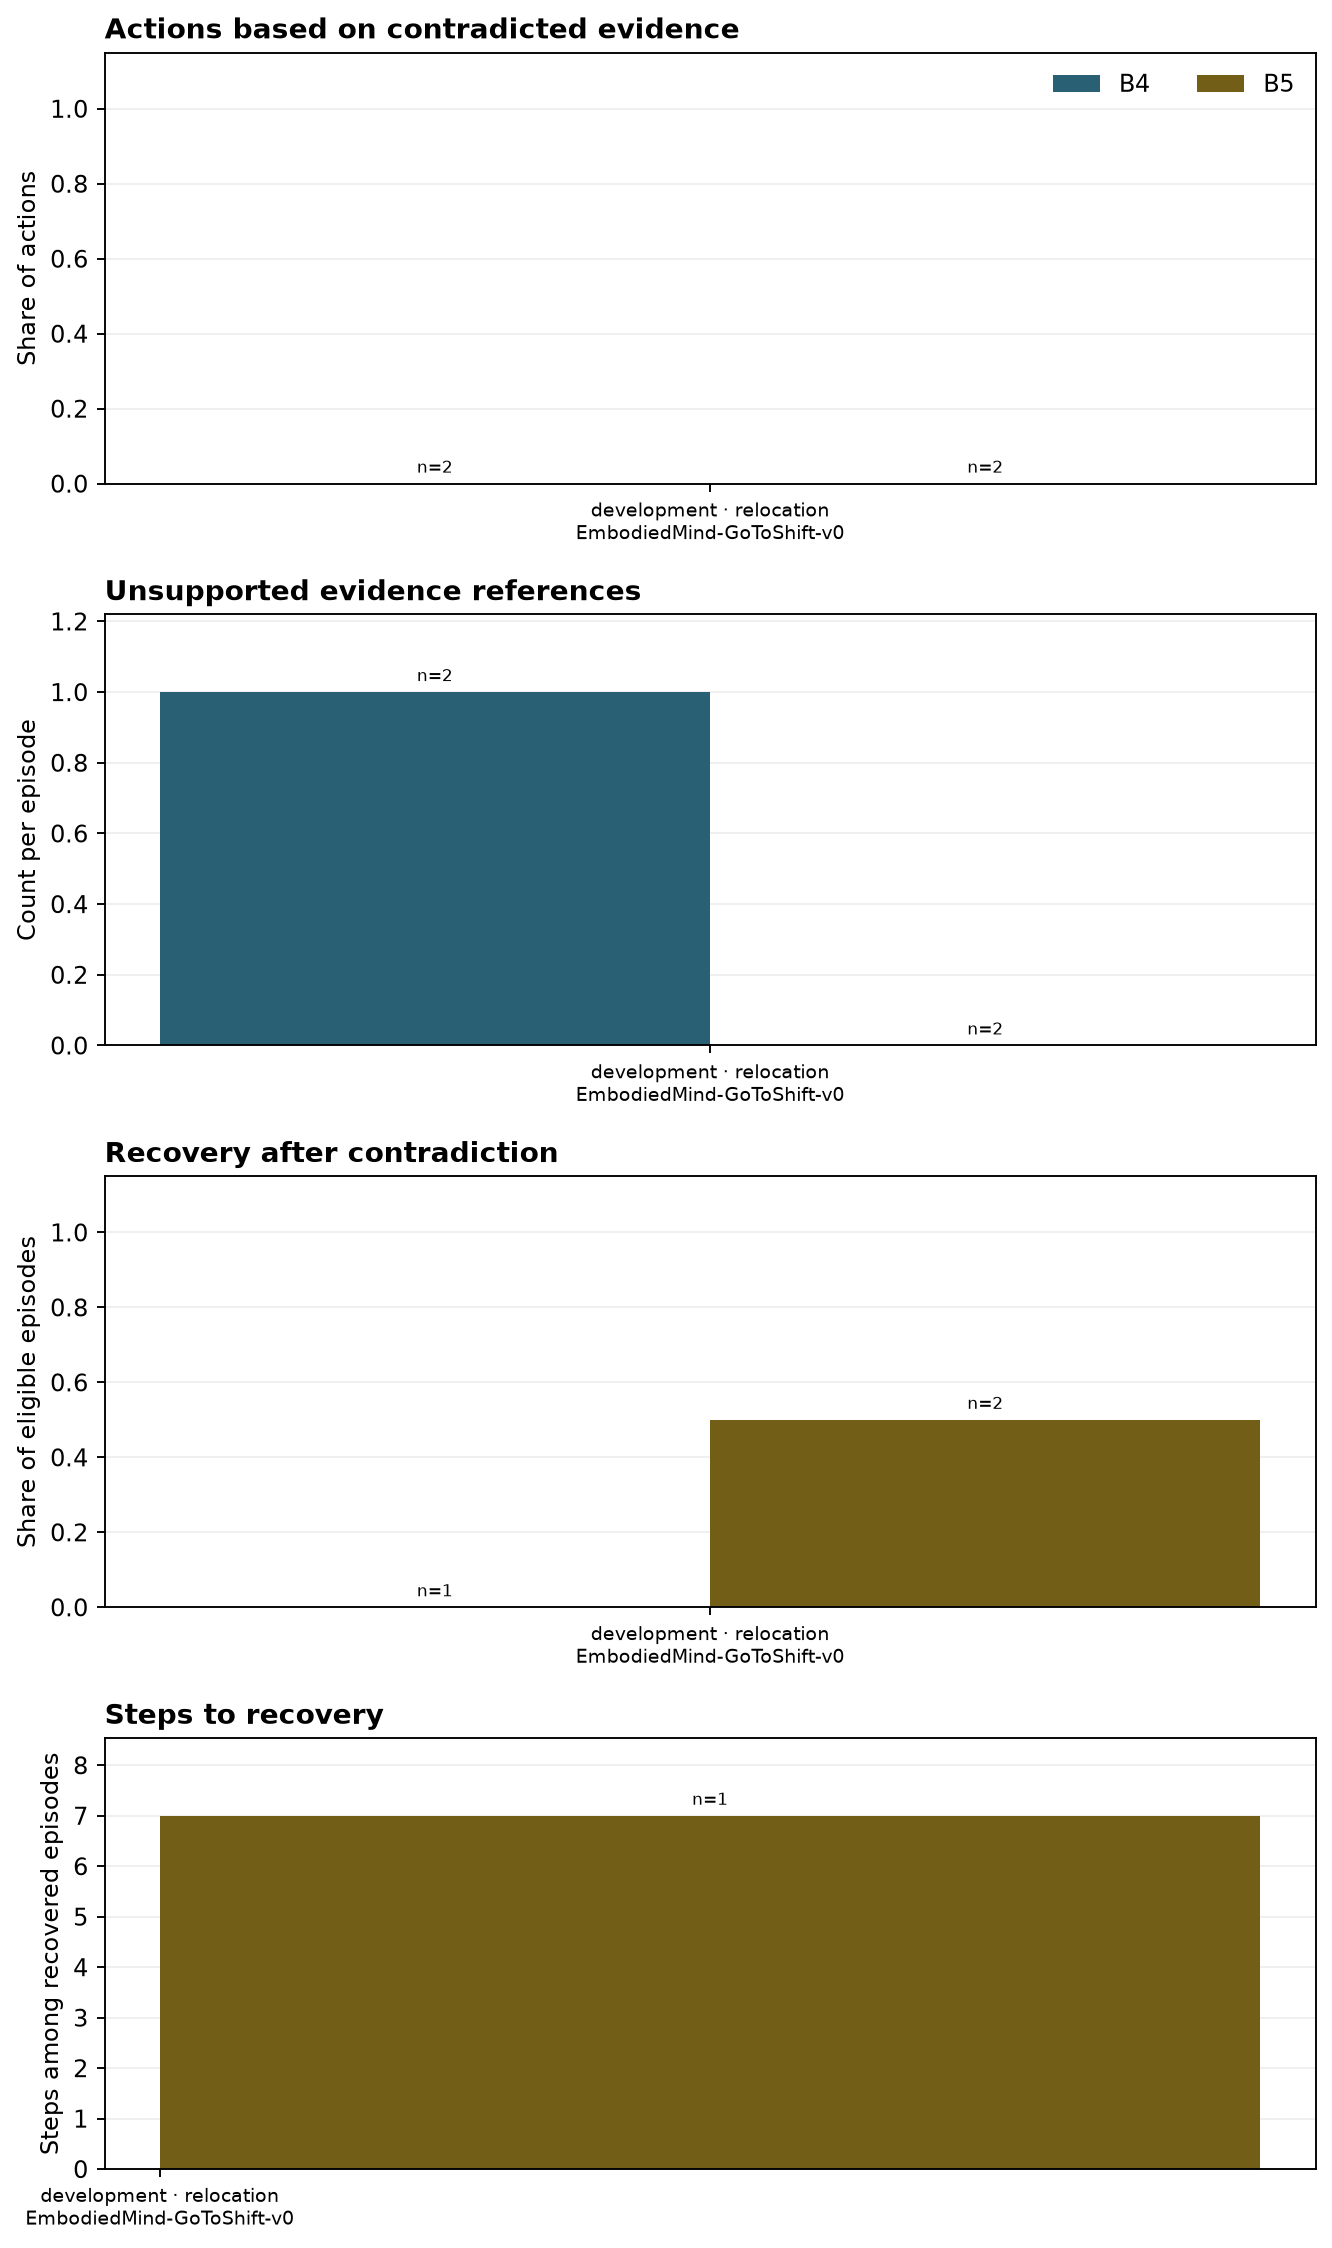 Actions based on contradicted evidence
B4
B5
Share of actions
1.0
0.8
0.6
0.4
0.2
0.0
n=2
n=2
development · relocation
EmbodiedMind-GoToShift-v0
Unsupported evidence references
Count per episode
1.2
1.0
0.8
0.6
0.4
0.2
0.0
n=2
n=2
development · relocation
EmbodiedMind-GoToShift-v0
Recovery after contradiction
Share of eligible episodes
1.0
0.8
0.6
0.4
0.2
0.0
n=1
n=2
development · relocation
EmbodiedMind-GoToShift-v0
Steps to recovery
Steps among recovered episodes
8
7
6
5
4
3
2
1
0
n=1
development · relocation
EmbodiedMind-GoToShift-v0